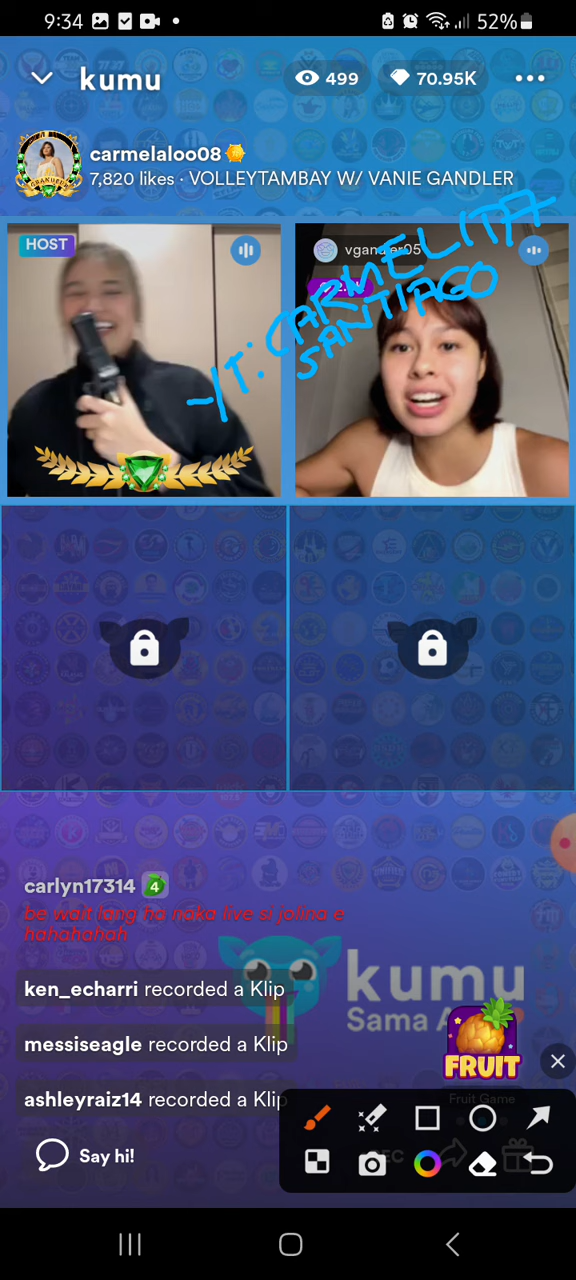 9:34
52%
kumu
499
70.95K
carmelaloo08
7,820 likes · VOLLEYTAMBAY W/ VANIE GANDLER
HOST
vgandler05
-/T: CARMELITA
SANTIAGO
carlyn17314 4
be wait lang ha naka live si jolina e
hahahahah
kumu
Sama A
ken_echarri recorded a Klip
messiseagle recorded a Klip
FRUIT
ashleyraiz14 recorded a Klip
Fruit Game
Say hi!